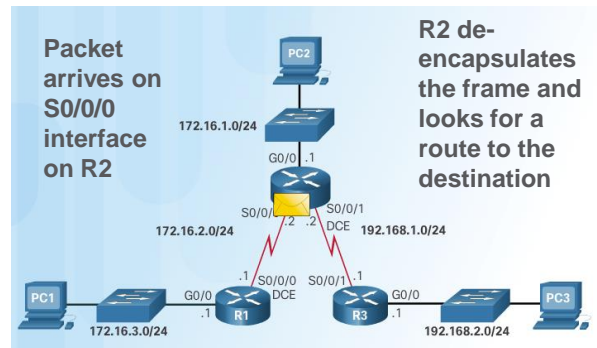 Packet
arrives on
S0/0/0
interface
on R2
R2 de-
encapsulates
the frame and
looks for a
route to the
destination
PC2
172.16.1.0/24
G0/0
.1
S0/0/
.2
.2
S0/0/1
DCE
172.16.2.0/24
192.168.1.0/24
.1
S0/0/0
DCE
S0/0/1
.1
PC1
G0/0
.1
R1
R3
G0/0
.1
PC3
172.16.3.0/24
192.168.2.0/24